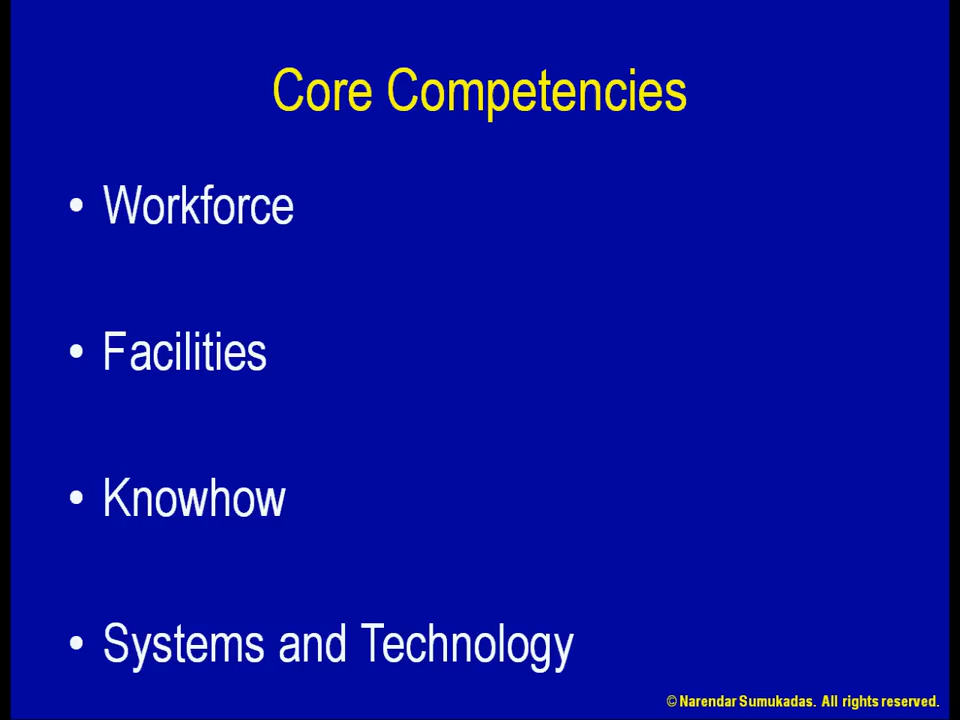 Core Competencies
• Workforce
• Facilities
• Knowhow
• Systems and Technology
© Narendar Sumukadas. All rights reserved.